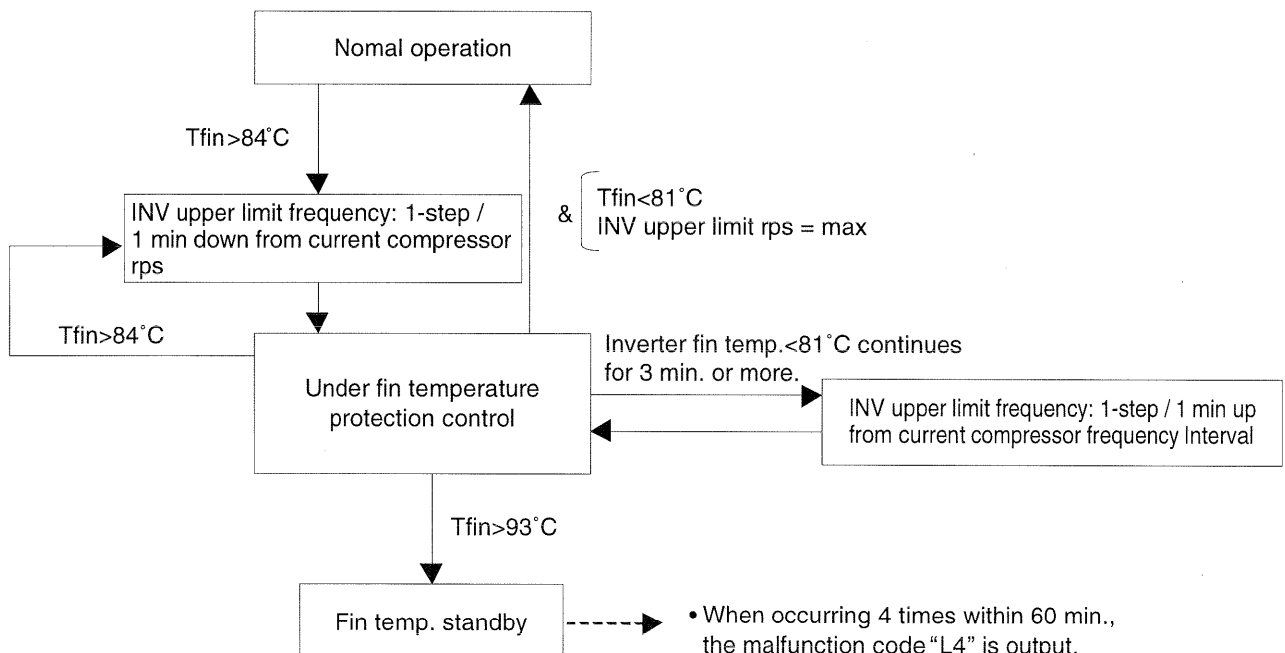 Nomal operation
Tfin>84°C
INV upper limit frequency: 1-step /
1 min down from current compressor
rps
&
Tfin<81°C
INV upper limit rps = max
Tfin>84°C
Under fin temperature
protection control
Inverter fin temp.<81°C continues
for 3 min. or more.
INV upper limit frequency: 1-step / 1 min up
from current compressor frequency Interval
Tfin>93°C
Fin temp. standby
• When occurring 4 times within 60 min.,
the malfunction code "L4" is output.